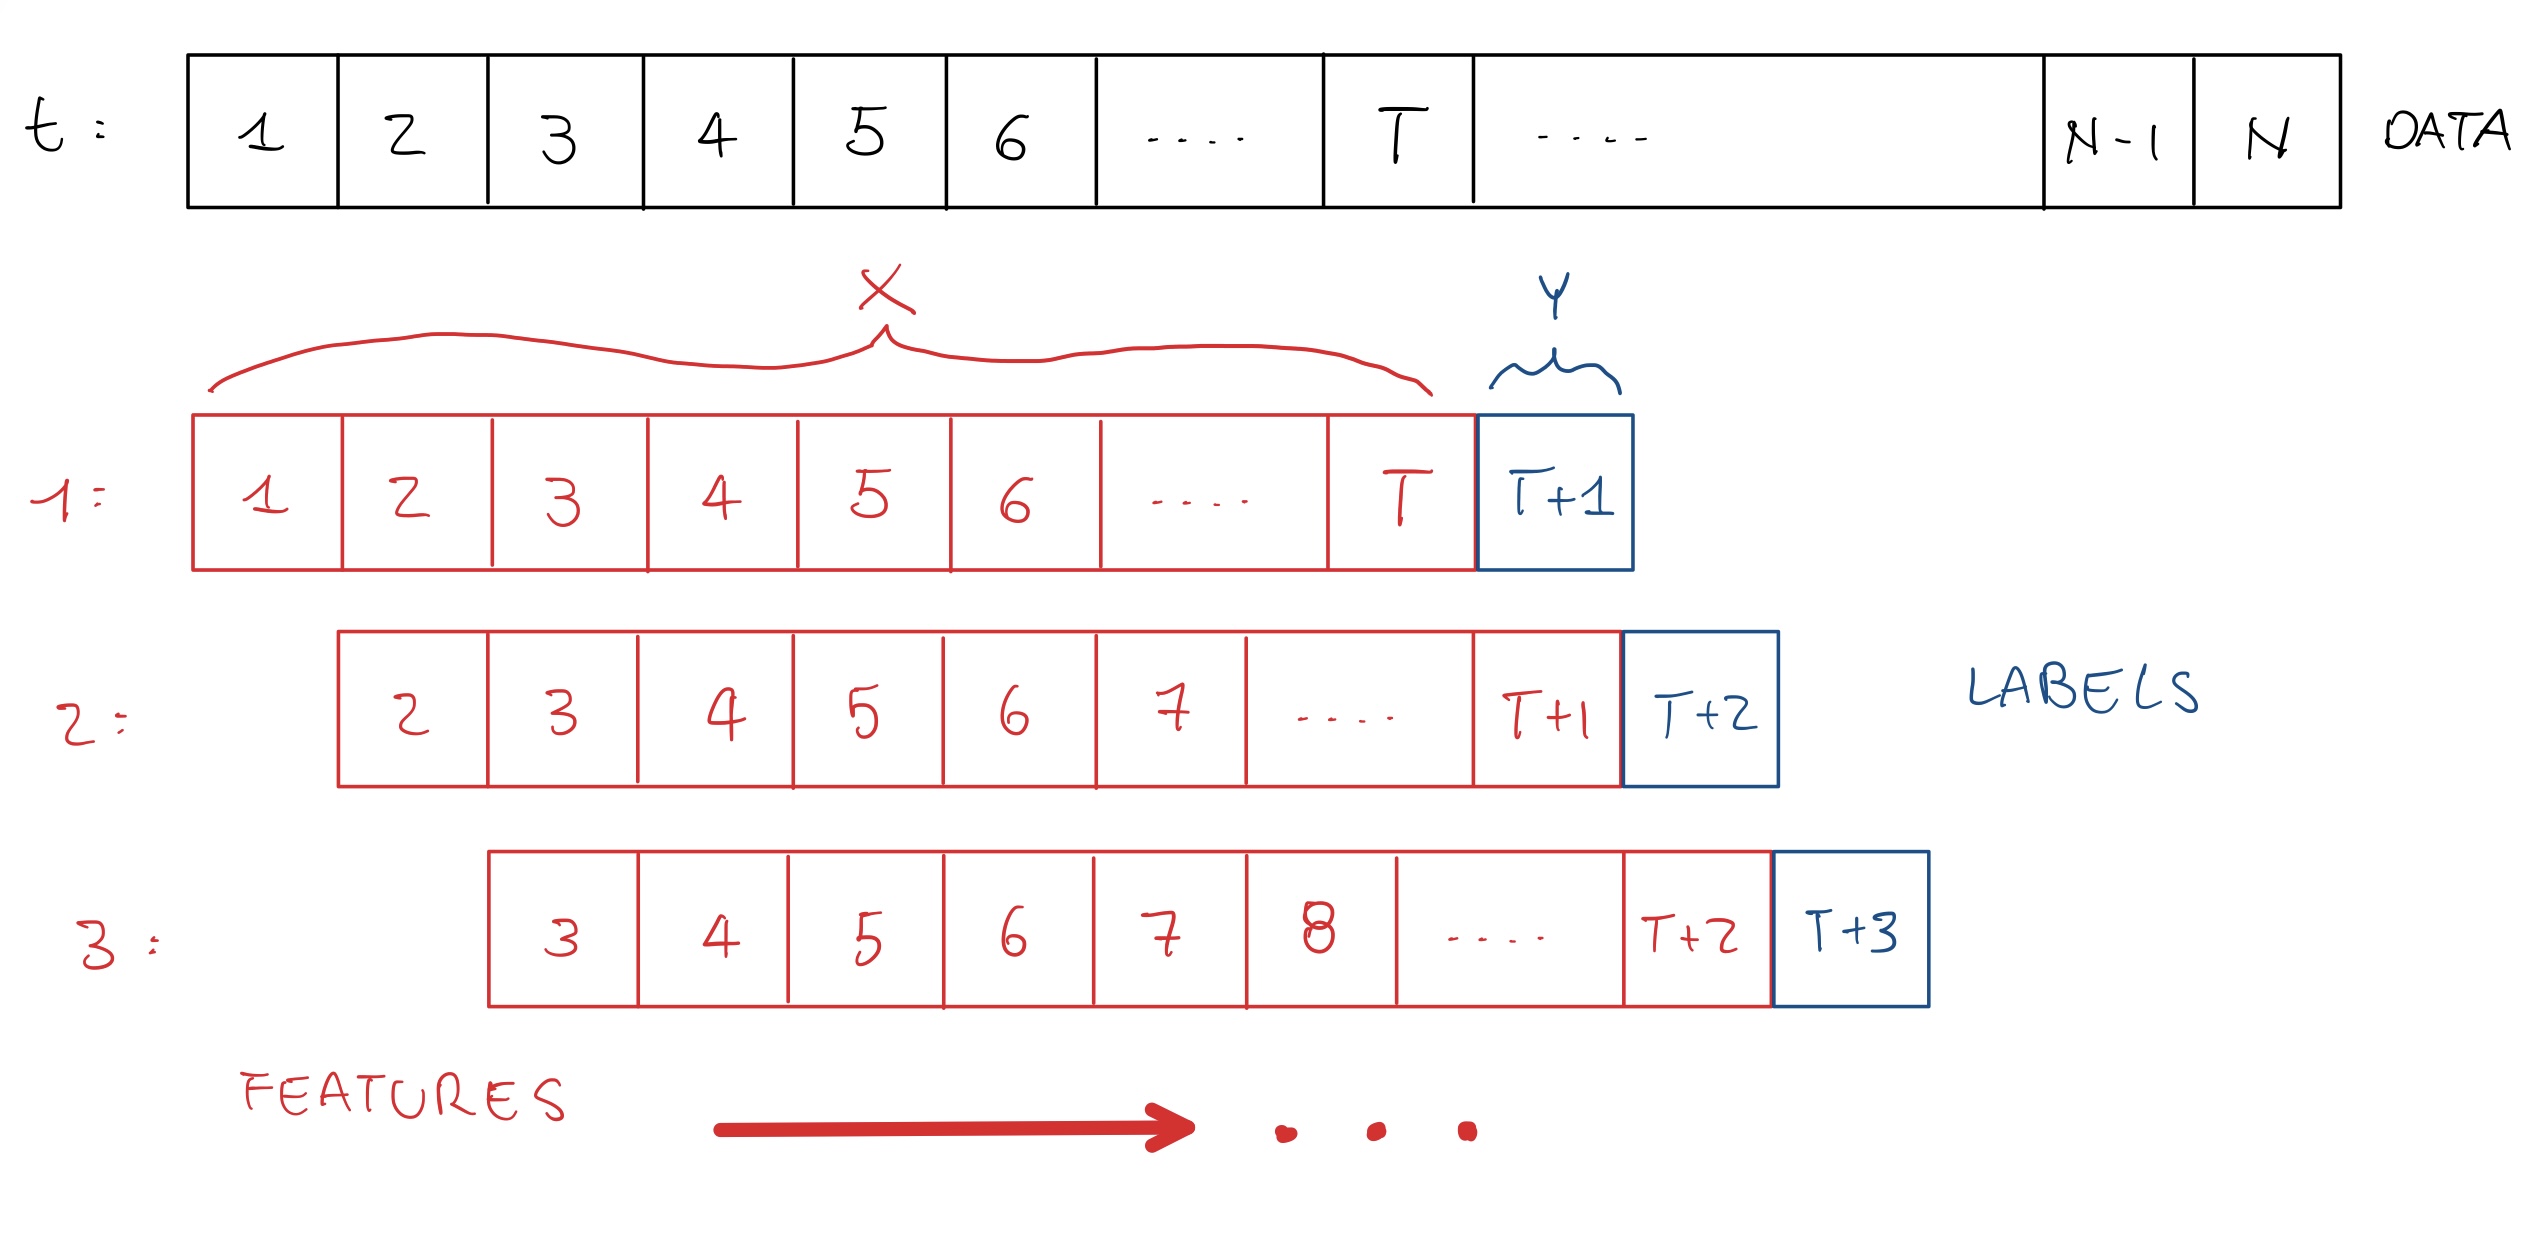 t: 1 2 3 4 5 6 .... T .... N-1 N DATA
X Y
1: 1 2 3 4 5 6 .... T T+1
2: 2 3 4 5 6 7 .... T+1 T+2
LABELS
3: 3 4 5 6 7 8 .... T+2 T+3
FEATURES ...